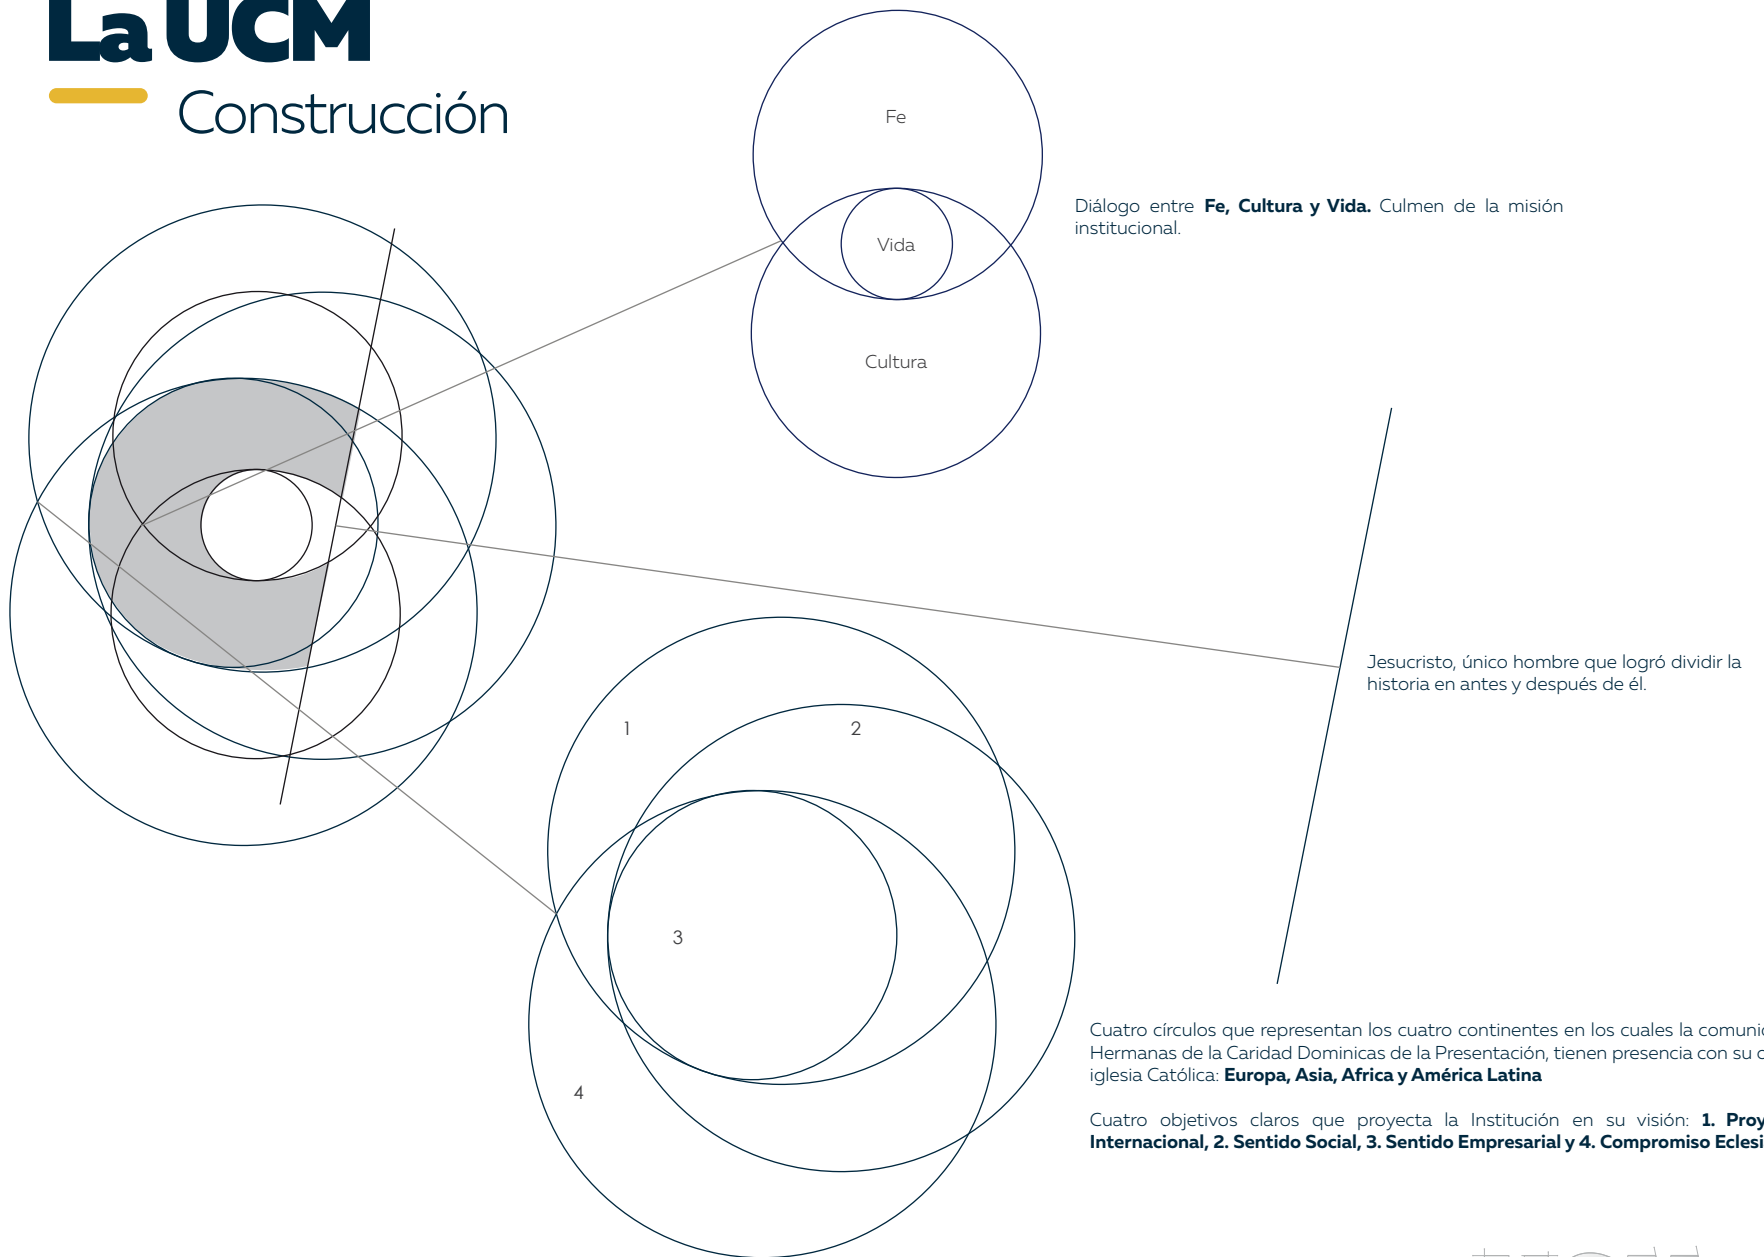 La UCM
Construcción
Fe
Vida
Cultura
Diálogo entre Fe, Cultura y Vida. Culmen de la misión
institucional.
Jesucristo, único hombre que logró dividir la
historia en antes y después de él.
1
2
3
4
Cuatro círculos que representan los cuatro continentes en los cuales la
Hermanas de la Caridad Dominicas de la Presentación, tienen presencia con su
iglesia Católica: Europa, Asia, Africa y América Latina
Cuatro objetivos claros que proyecta la Institución en su visión: 1.
Internacional, 2. Sentido Social, 3. Sentido Empresarial y 4. Compromiso